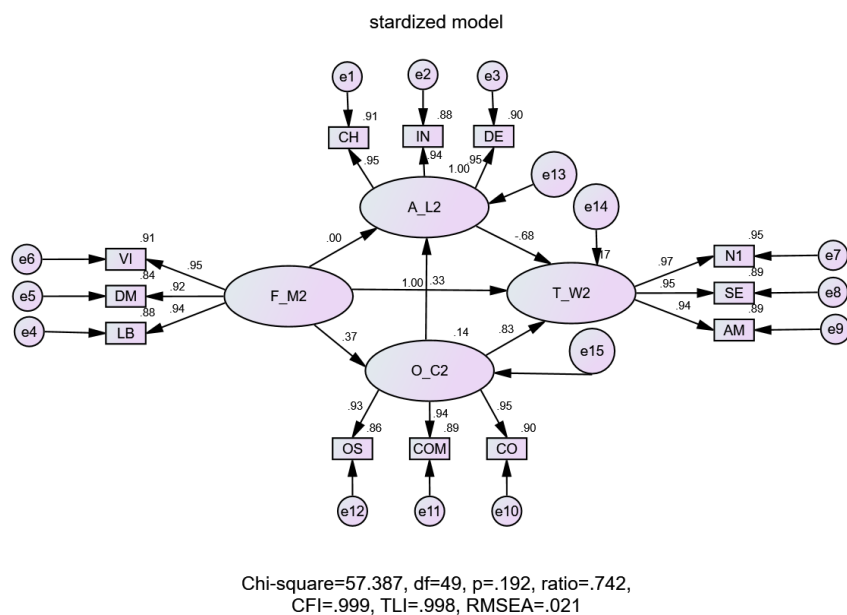 stardized model
e1 e2 e3
.91 .88 .90
CH IN DE
.95 .94 .95
1.00
e13
A_L2
e14
e6 VI .91
.00 -.68 .17
.95
N1 .95 e7
.84 .97
e5 DM .92
F_M2
1.00 .33
T_W2
.95 SE .89 e8
.88 .94
e4 LB
.94 AM .89 e9
.37 .14 .83
e15
O_C2
.93 .94 .95
.86 .89 .90
OS COM CO
e12 e11 e10
Chi-square=57.387, df=49, p=.192, ratio=.742,
CFI=.999, TLI=.998, RMSEA=.021